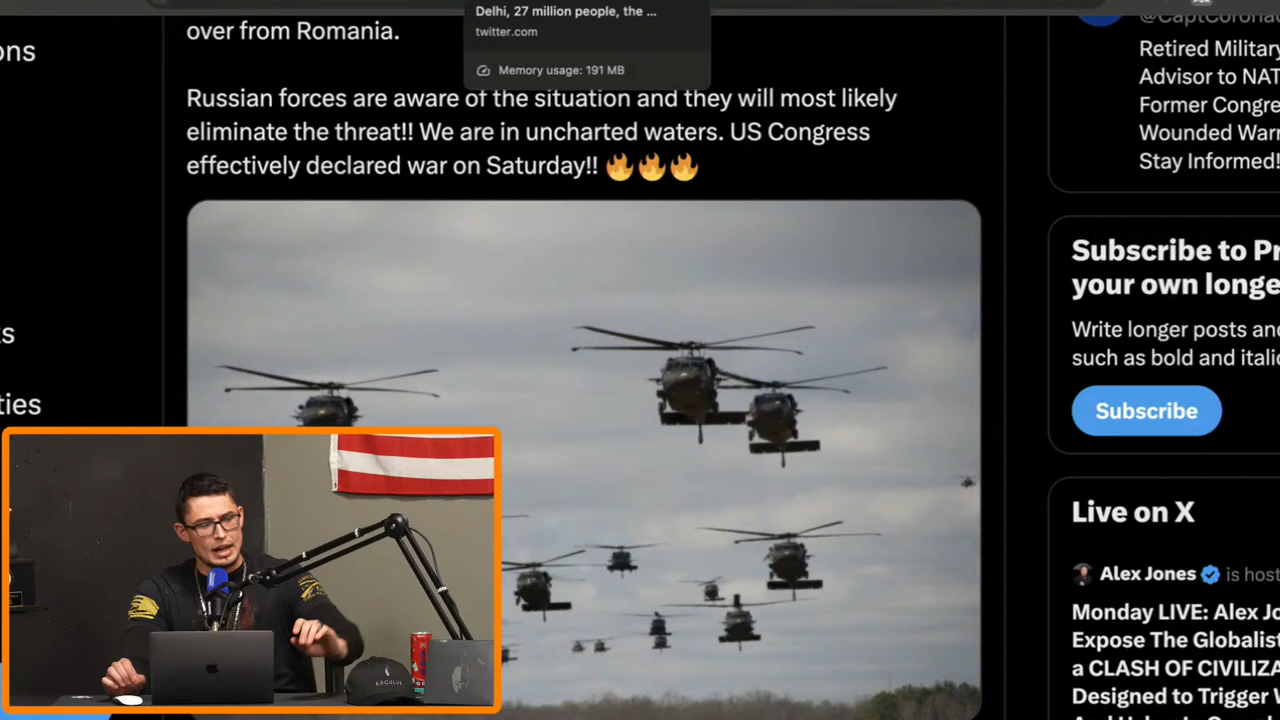 Delhi, 27 million people, the ...
twitter.com
Memory usage: 191 MB
ons
ks
ties
over from Romania.
Russian forces are aware of the situation and they will most likely
eliminate the threat!! We are in uncharted waters. US Congress
effectively declared war on Saturday!! 🔥🔥🔥
Retired Military
Advisor to NAT
Former Congre
Wounded Warr
Stay Informed!
Subscribe to Pr
your own longe
Write longer posts and
such as bold and italic
Subscribe
Live on X
Alex Jones is host
Monday LIVE: Alex Jo
Expose The Globalist
a CLASH OF CIVILIZA
Designed to Trigger W
ARCULUS